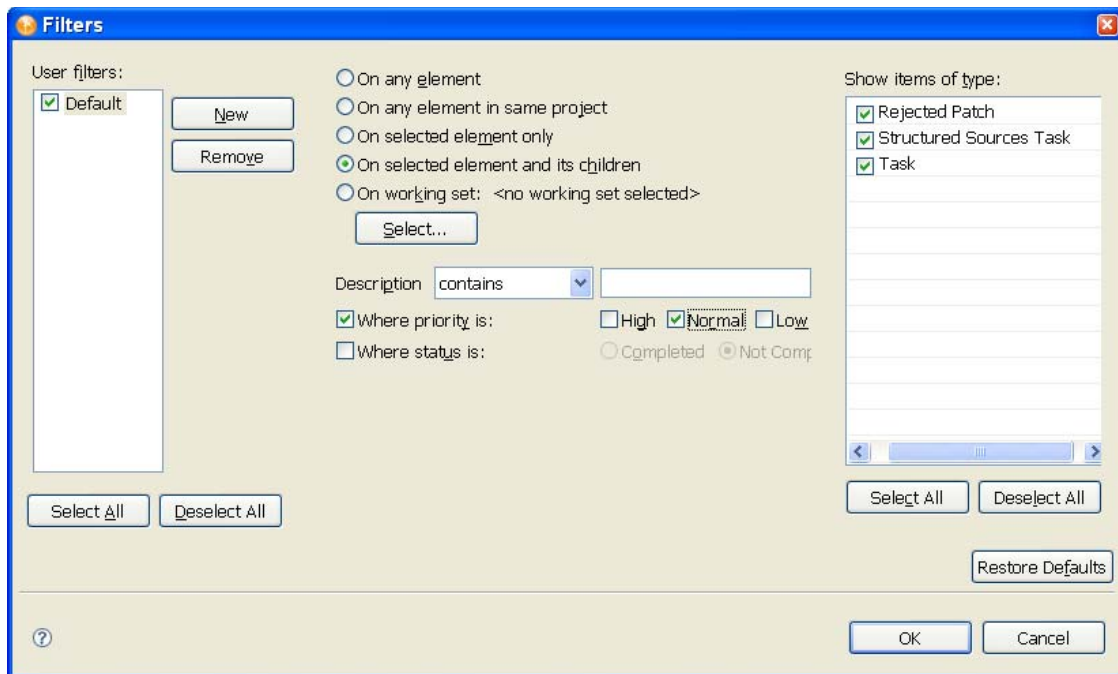 Filters
User filters:
Default
New
Remove
Select All
Deselect All
On any element
On any element in same project
On selected element only
On selected element and its children
On working set: <no working set selected>
Select...
Description contains
Where priority is: High Normal Low
Where status is: Completed Not Comp
Show items of type:
Rejected Patch
Structured Sources Task
Task
Select All
Deselect All
Restore Defaults
?
OK
Cancel